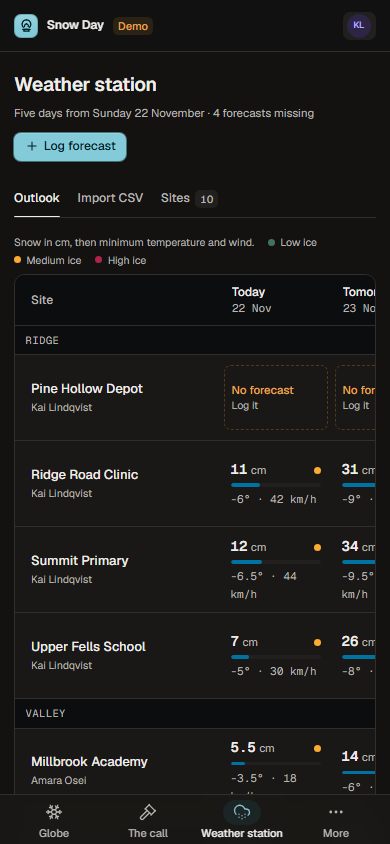 Snow Day Demo KL
Weather station
Five days from Sunday 22 November · 4 forecasts missing
+ Log forecast
Outlook Import CSV Sites 10
Snow in cm, then minimum temperature and wind. Low ice
Medium ice High ice
Site Today
22 Nov 23 No
RIDGE
Pine Hollow Depot No forecast
Kai Lindqvist Log it Log it
Ridge Road Clinic 11 cm 31 cm
Kai Lindqvist -6° · 42 km/h -9° ·
Summit Primary 12 cm 34 cm
Kai Lindqvist -6.5° · 44 -9.5°
km/h km/h
Upper Fells School 7 cm 26 cm
Kai Lindqvist -5° · 30 km/h -8° ·
VALLEY
Millbrook Academy 5.5 cm 14 cm
Amara Osei -3.5° · 18 -6° ·
Globe The call Weather station More